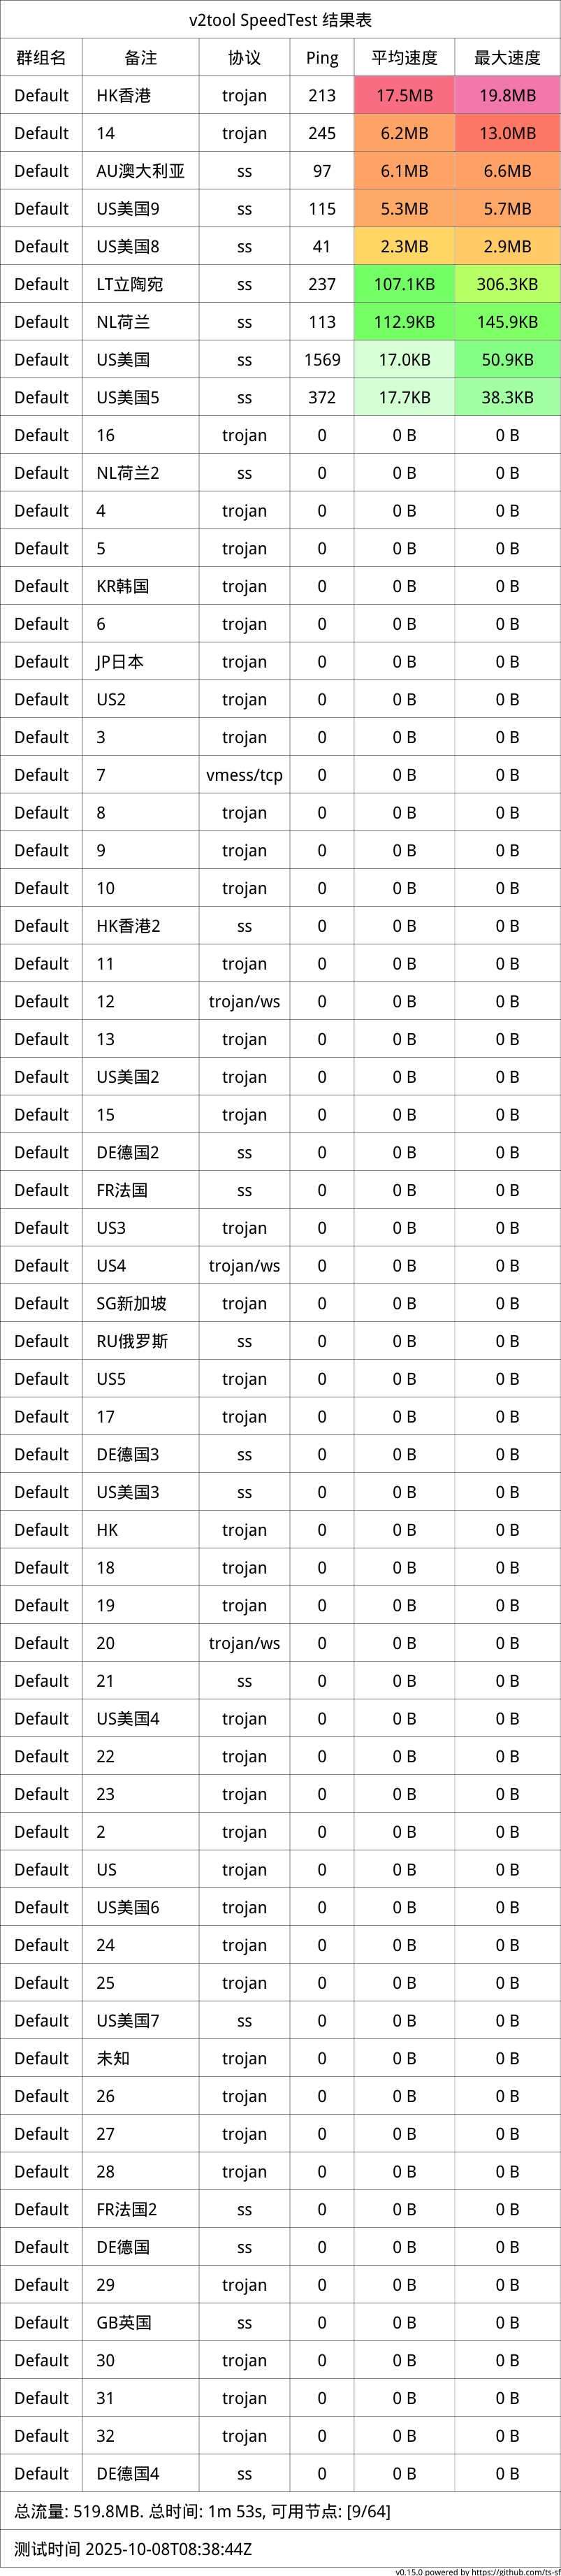 v2tool SpeedTest 结果表
群组名 备注 协议 Ping 平均速度 最大速度
Default HK香港 trojan 213 17.5MB 19.8MB
Default 14 trojan 245 6.2MB 13.0MB
Default AU澳大利亚 ss 97 6.1MB 6.6MB
Default US美国9 ss 115 5.3MB 5.7MB
Default US美国8 ss 41 2.3MB 2.9MB
Default LT立陶宛 ss 237 107.1KB 306.3KB
Default NL荷兰 ss 113 112.9KB 145.9KB
Default US美国 ss 1569 17.0KB 50.9KB
Default US美国5 ss 372 17.7KB 38.3KB
Default 16 trojan 0 0 B 0 B
Default NL荷兰2 ss 0 0 B 0 B
Default 4 trojan 0 0 B 0 B
Default 5 trojan 0 0 B 0 B
Default KR韩国 trojan 0 0 B 0 B
Default 6 trojan 0 0 B 0 B
Default JP日本 trojan 0 0 B 0 B
Default US2 trojan 0 0 B 0 B
Default 3 trojan 0 0 B 0 B
Default 7 vmess/tcp 0 0 B 0 B
Default 8 trojan 0 0 B 0 B
Default 9 trojan 0 0 B 0 B
Default 10 trojan 0 0 B 0 B
Default HK香港2 ss 0 0 B 0 B
Default 11 trojan 0 0 B 0 B
Default 12 trojan/ws 0 0 B 0 B
Default 13 trojan 0 0 B 0 B
Default US美国2 trojan 0 0 B 0 B
Default 15 trojan 0 0 B 0 B
Default DE德国2 ss 0 0 B 0 B
Default FR法国 ss 0 0 B 0 B
Default US3 trojan 0 0 B 0 B
Default US4 trojan/ws 0 0 B 0 B
Default SG新加坡 trojan 0 0 B 0 B
Default RU俄罗斯 ss 0 0 B 0 B
Default US5 trojan 0 0 B 0 B
Default 17 trojan 0 0 B 0 B
Default DE德国3 ss 0 0 B 0 B
Default US美国3 ss 0 0 B 0 B
Default HK trojan 0 0 B 0 B
Default 18 trojan 0 0 B 0 B
Default 19 trojan 0 0 B 0 B
Default 20 trojan/ws 0 0 B 0 B
Default 21 ss 0 0 B 0 B
Default US美国4 trojan 0 0 B 0 B
Default 22 trojan 0 0 B 0 B
Default 23 trojan 0 0 B 0 B
Default 2 trojan 0 0 B 0 B
Default US trojan 0 0 B 0 B
Default US美国6 trojan 0 0 B 0 B
Default 24 trojan 0 0 B 0 B
Default 25 trojan 0 0 B 0 B
Default US美国7 ss 0 0 B 0 B
Default 未知 trojan 0 0 B 0 B
Default 26 trojan 0 0 B 0 B
Default 27 trojan 0 0 B 0 B
Default 28 trojan 0 0 B 0 B
Default FR法国2 ss 0 0 B 0 B
Default DE德国 ss 0 0 B 0 B
Default 29 trojan 0 0 B 0 B
Default GB英国 ss 0 0 B 0 B
Default 30 trojan 0 0 B 0 B
Default 31 trojan 0 0 B 0 B
Default 32 trojan 0 0 B 0 B
Default DE德国4 ss 0 0 B 0 B
总流量: 519.8MB. 总时间: 1m 53s, 可用节点: [9/64]
测试时间 2025-10-08T08:38:44Z
v0.15.0 powered by https://github.com/ts-sf